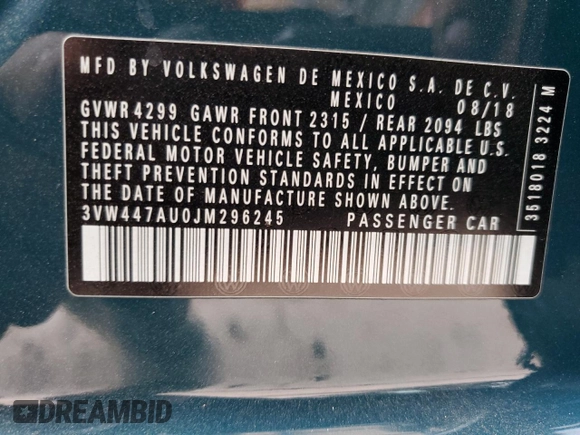 MFD BY VOLKSWAGEN DE MEXICO S.A. DE C.V.
MEXICO 08/18
GVWR 4299 GAWR FRONT 2315 / REAR 2094 LBS
THIS VEHICLE CONFORMS TO ALL APPLICABLE U.S.
FEDERAL MOTOR VEHICLE SAFETY, BUMPER AND
THEFT PREVENTION STANDARDS IN EFFECT ON
THE DATE OF MANUFACTURE SHOWN ABOVE.
3VW447AU0JM296245 PASSENGER CAR
3518018 3224 M
DREAMBID